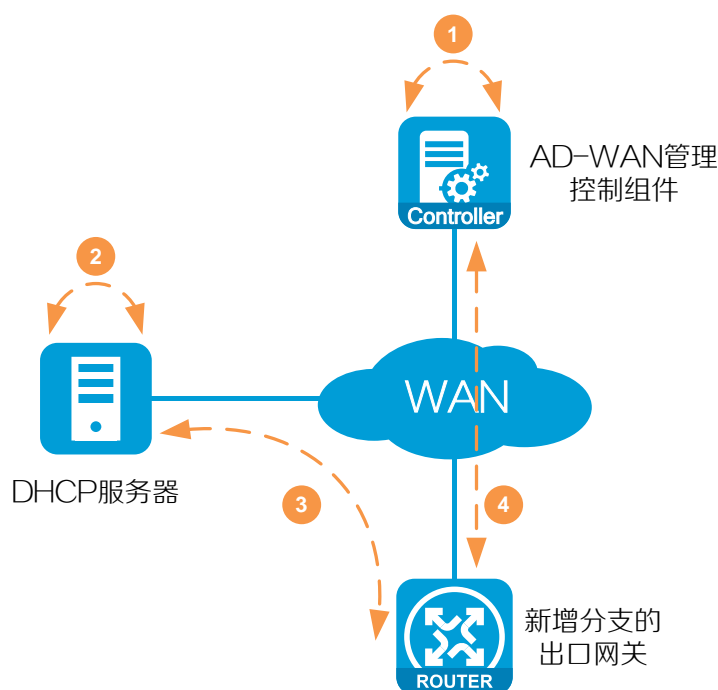 1
AD-WAN管理
控制组件
Controller
2
WAN
DHCP服务器
3
4
新增分支的
出口网关
ROUTER